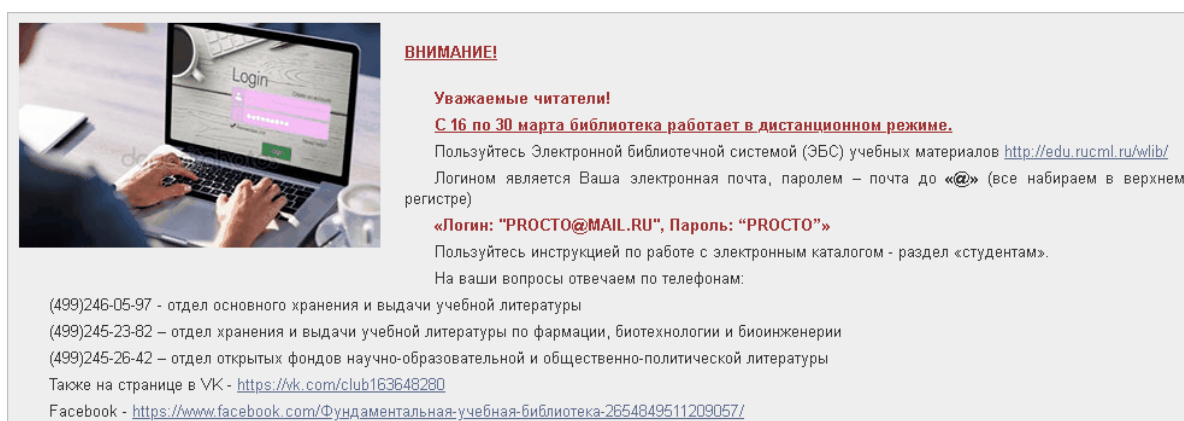 Login
ВНИМАНИЕ!
Уважаемые читатели!
С 16 по 30 марта библиотека работает в дистанционном режиме.
Пользуйтесь Электронной библиотечной системой (ЭБС) учебных материалов http://edu.rucml.ru/wlib/
Логином является Ваша электронная почта, паролем – почта до «@» (все набираем в верхнем
регистре)
«Логин: "PROCTO@MAIL.RU", Пароль: “PROCTO”»
Пользуйтесь инструкцией по работе с электронным каталогом - раздел «студентам».
На ваши вопросы отвечаем по телефонам:
(499)246-05-97 - отдел основного хранения и выдачи учебной литературы
(499)245-23-82 – отдел хранения и выдачи учебной литературы по фармации, биотехнологии и биоинженерии
(499)245-26-42 – отдел открытых фондов научно-образовательной и общественно-политической литературы
Также на странице в VK - https://vk.com/club163648280
Facebook - https://www.facebook.com/Фундаментальная-учебная-библиотека-2654849511209057/